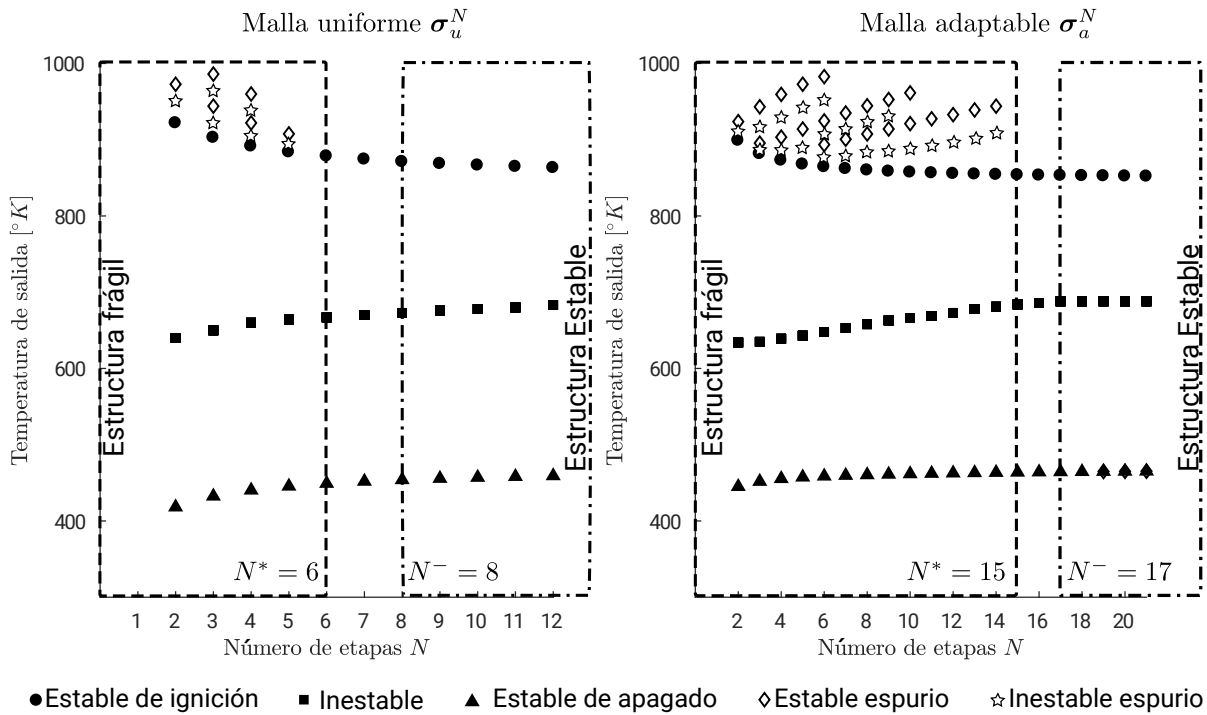 Malla uniforme σ_u^N
Temperatura de salida [°K]
1000
800
600
400
Estructura frágil
Estructura Estable
N* = 6
N⁻ = 8
1 2 3 4 5 6 7 8 9 10 11 12
Número de etapas N
Malla adaptable σ_a^N
Temperatura de salida [°K]
1000
800
600
400
Estructura frágil
Estructura Estable
N* = 15
N⁻ = 17
2 4 6 8 10 12 14 16 18 20
Número de etapas N
Estable de ignición Inestable Estable de apagado Estable espurio Inestable espurio